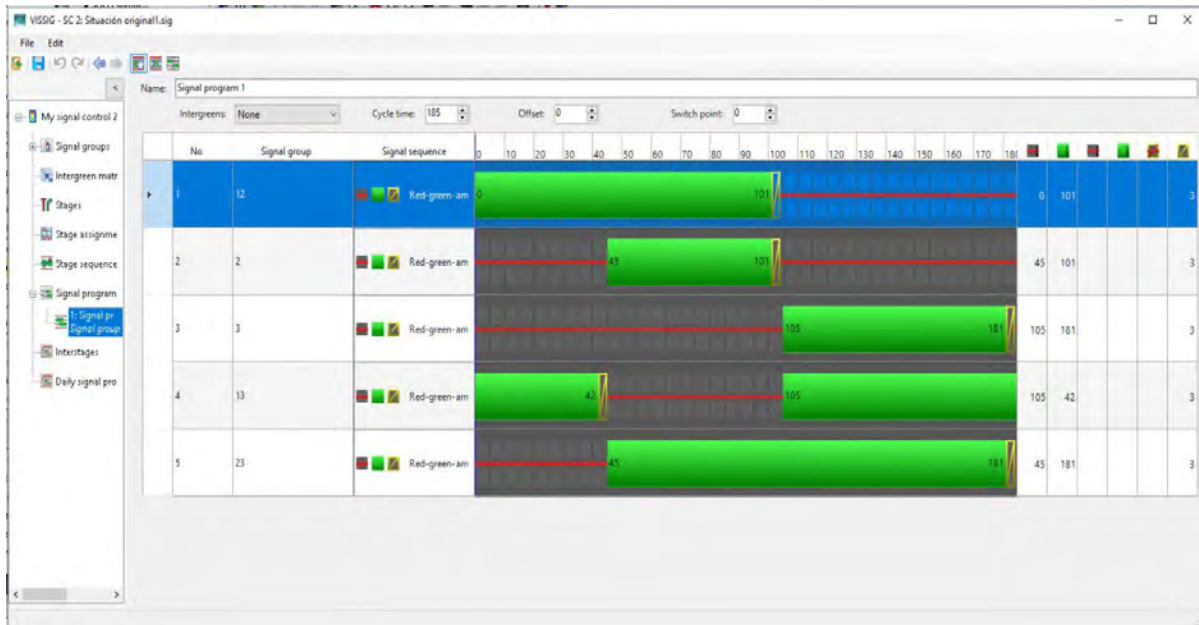 VISSIG - SC 2: Situación original1.sig
File Edit
Name: Signal program 1
Intergreens: None Cycle time: 185 Offset: 0 Switch point: 0
My signal control 2
Signal groups
Intergreen matr
Stages
Stage assignme
Stage sequence
Signal program
1: Signal pr
Signal group
Interstages
Daily signal pro
No Signal group Signal sequence 0 10 20 30 40 50 60 70 80 90 100 110 120 130 140 150 160 170 180
1 12 Red-green-am 0 101 0 101 3
2 2 Red-green-am 45 101 45 101 3
3 3 Red-green-am 105 181 105 181 3
4 13 Red-green-am 42 105 105 42 3
5 23 Red-green-am 45 181 45 181 3